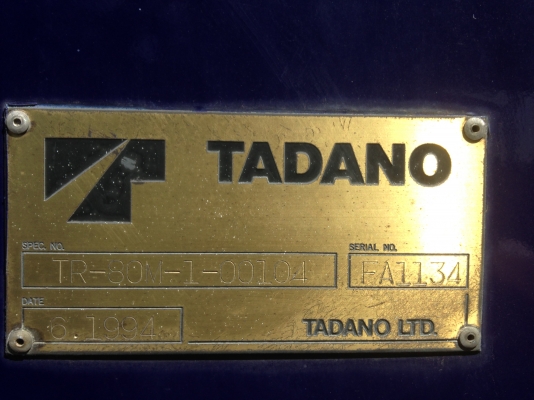 TADANO
SPEC. NO. SERIAL NO.
TR-80M-1-00104 FA1134
DATE
6.1994
TADANO LTD.